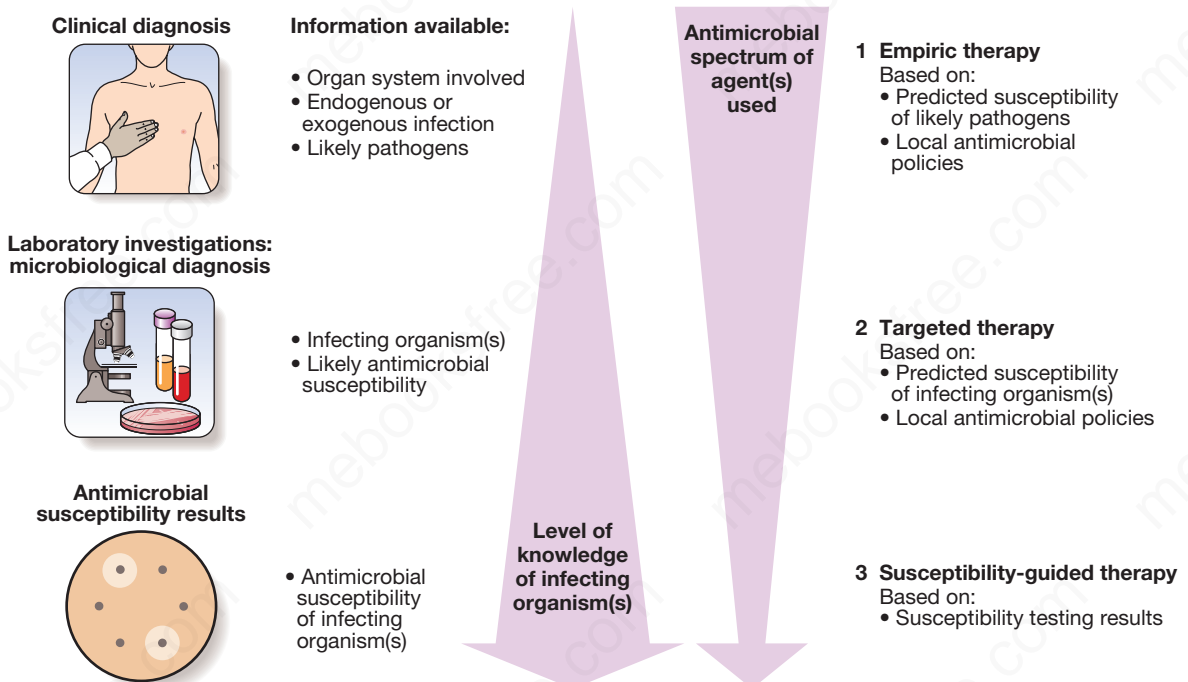 Clinical diagnosis
Information available:
• Organ system involved
• Endogenous or
exogenous infection
• Likely pathogens
Antimicrobial
spectrum of
agent(s)
used
1 Empiric therapy
Based on:
• Predicted susceptibility
of likely pathogens
• Local antimicrobial
policies
Laboratory investigations:
microbiological diagnosis
• Infecting organism(s)
• Likely antimicrobial
susceptibility
2 Targeted therapy
Based on:
• Predicted susceptibility
of infecting organism(s)
• Local antimicrobial policies
Antimicrobial
susceptibility results
• Antimicrobial
susceptibility
of infecting
organism(s)
Level of
knowledge
of infecting
organism(s)
3 Susceptibility-guided therapy
Based on:
• Susceptibility testing results
mebooksfree.com